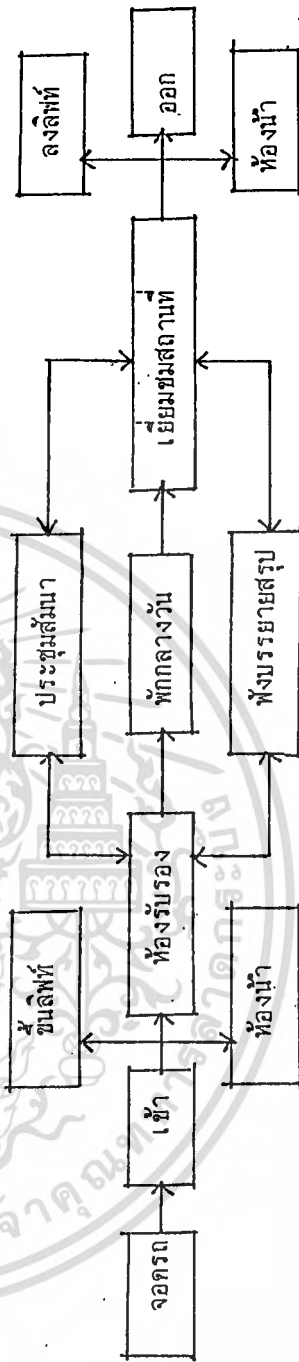 จอดรถ
เข้า
ขึ้นลิฟท์
ห้องน้ำ
ห้องรับรอง
ประชุมสัมนา
พักกลางวัน
ฟังบรรยายสรุป
เยี่ยมชมสถานที่
ลงลิฟท์
ออก
ห้องน้ำ